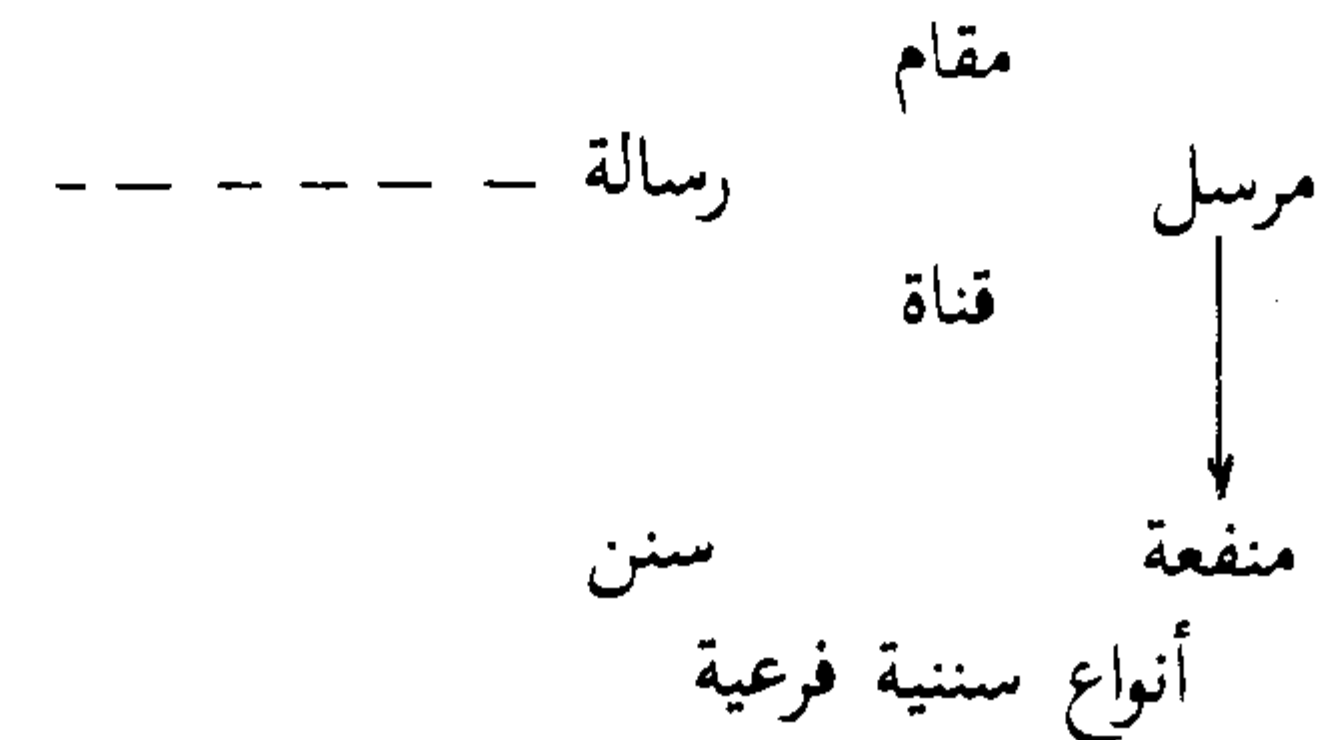 مقام
مرسل رسالة
قناة
منفعة سنن
أنواع سننية فرعية